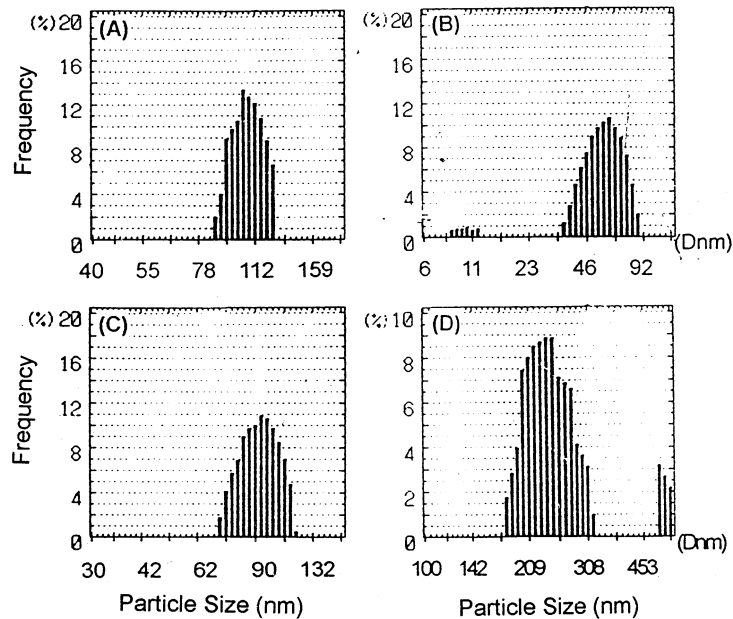 (%) 20 (A)
16
12
8
4
0
Frequency
40 55 78 112 159
(%) 20 (B)
16
12
8
4
0
6 11 23 46 92 (Dnm)
(%) 20 (C)
16
12
8
4
0
Frequency
30 42 62 90 132
Particle Size (nm)
(%) 10 (D)
8
6
4
2
0
100 142 209 308 453 (Dnm)
Particle Size (nm)